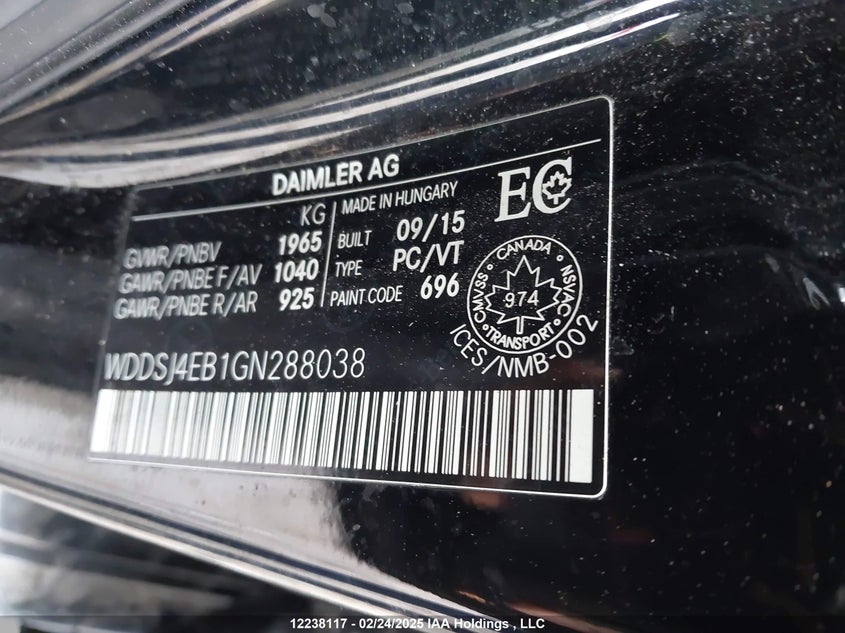 DAIMLER AG
KG
GVWR/PNBV 1965
GAWR/PNBE F/AV 1040
GAWR/PNBE R/AR 925
MADE IN HUNGARY
BUILT 09/15
TYPE PC/VT
PAINT CODE 696
EC
CANADA
CMVSS 974 NSVAC
TRANSPORT
ICES/NMB-002
WDDSJ4EB1GN288038
12238117 - 02/24/2025 IAA Holdings , LLC